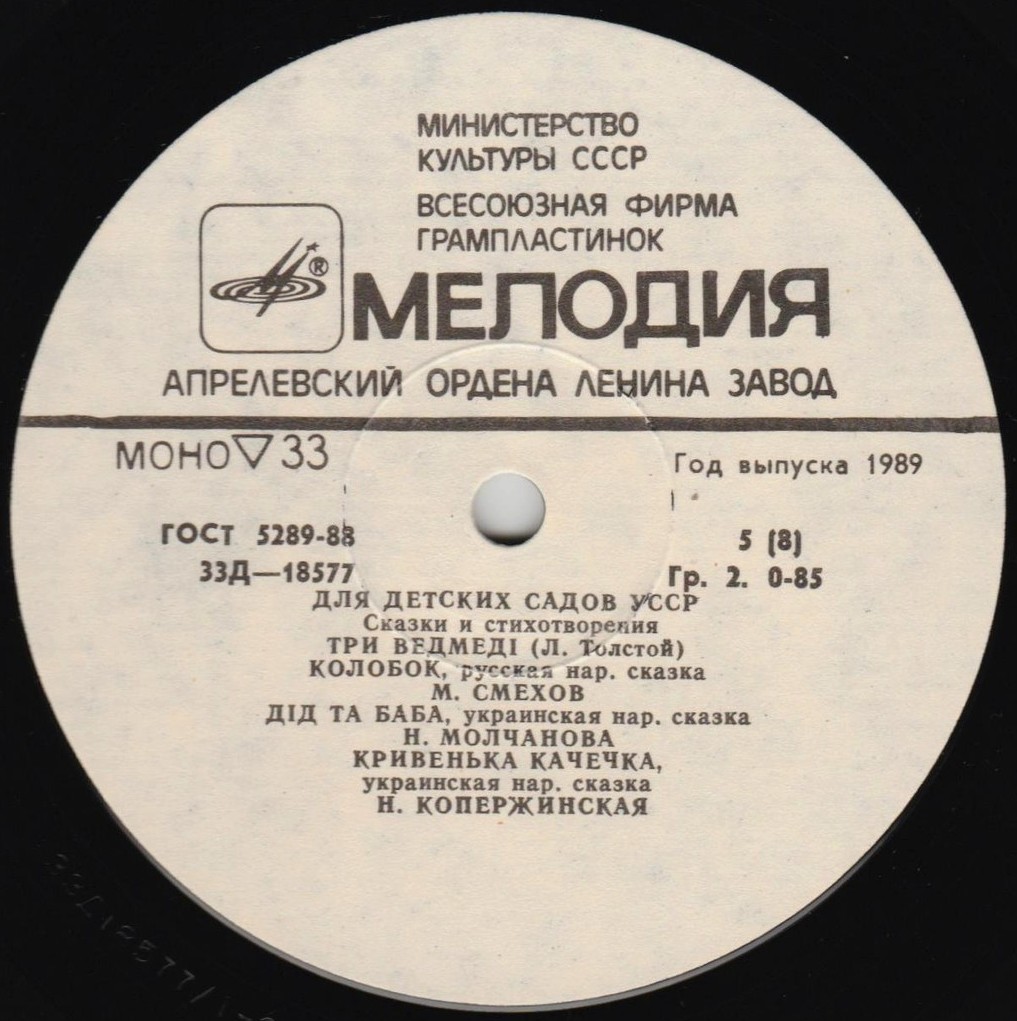 МИНИСТЕРСТВО
КУЛЬТУРЫ СССР
ВСЕСОЮЗНАЯ ФИРМА
ГРАМПЛАСТИНОК
®
МЕЛОДИЯ
АПРЕЛЕВСКИЙ ОРДЕНА ЛЕНИНА ЗАВОД
МОНО ▽ 33
Год выпуска 1989
ГОСТ 5289-88
5 (8)
33Д—18577
Гр. 2. 0-85
ДЛЯ ДЕТСКИХ САДОВ УССР
Сказки и стихотворения
ТРИ ВЕДМЕДІ (Л. Толстой)
КОЛОБОК, русская нар. сказка
М. СМЕХОВ
ДІД ТА БАБА, украинская нар. сказка
Н. МОЛЧАНОВА
КРИВЕНЬКА КАЧЕЧКА,
украинская нар. сказка
Н. КОПЕРЖИНСКАЯ